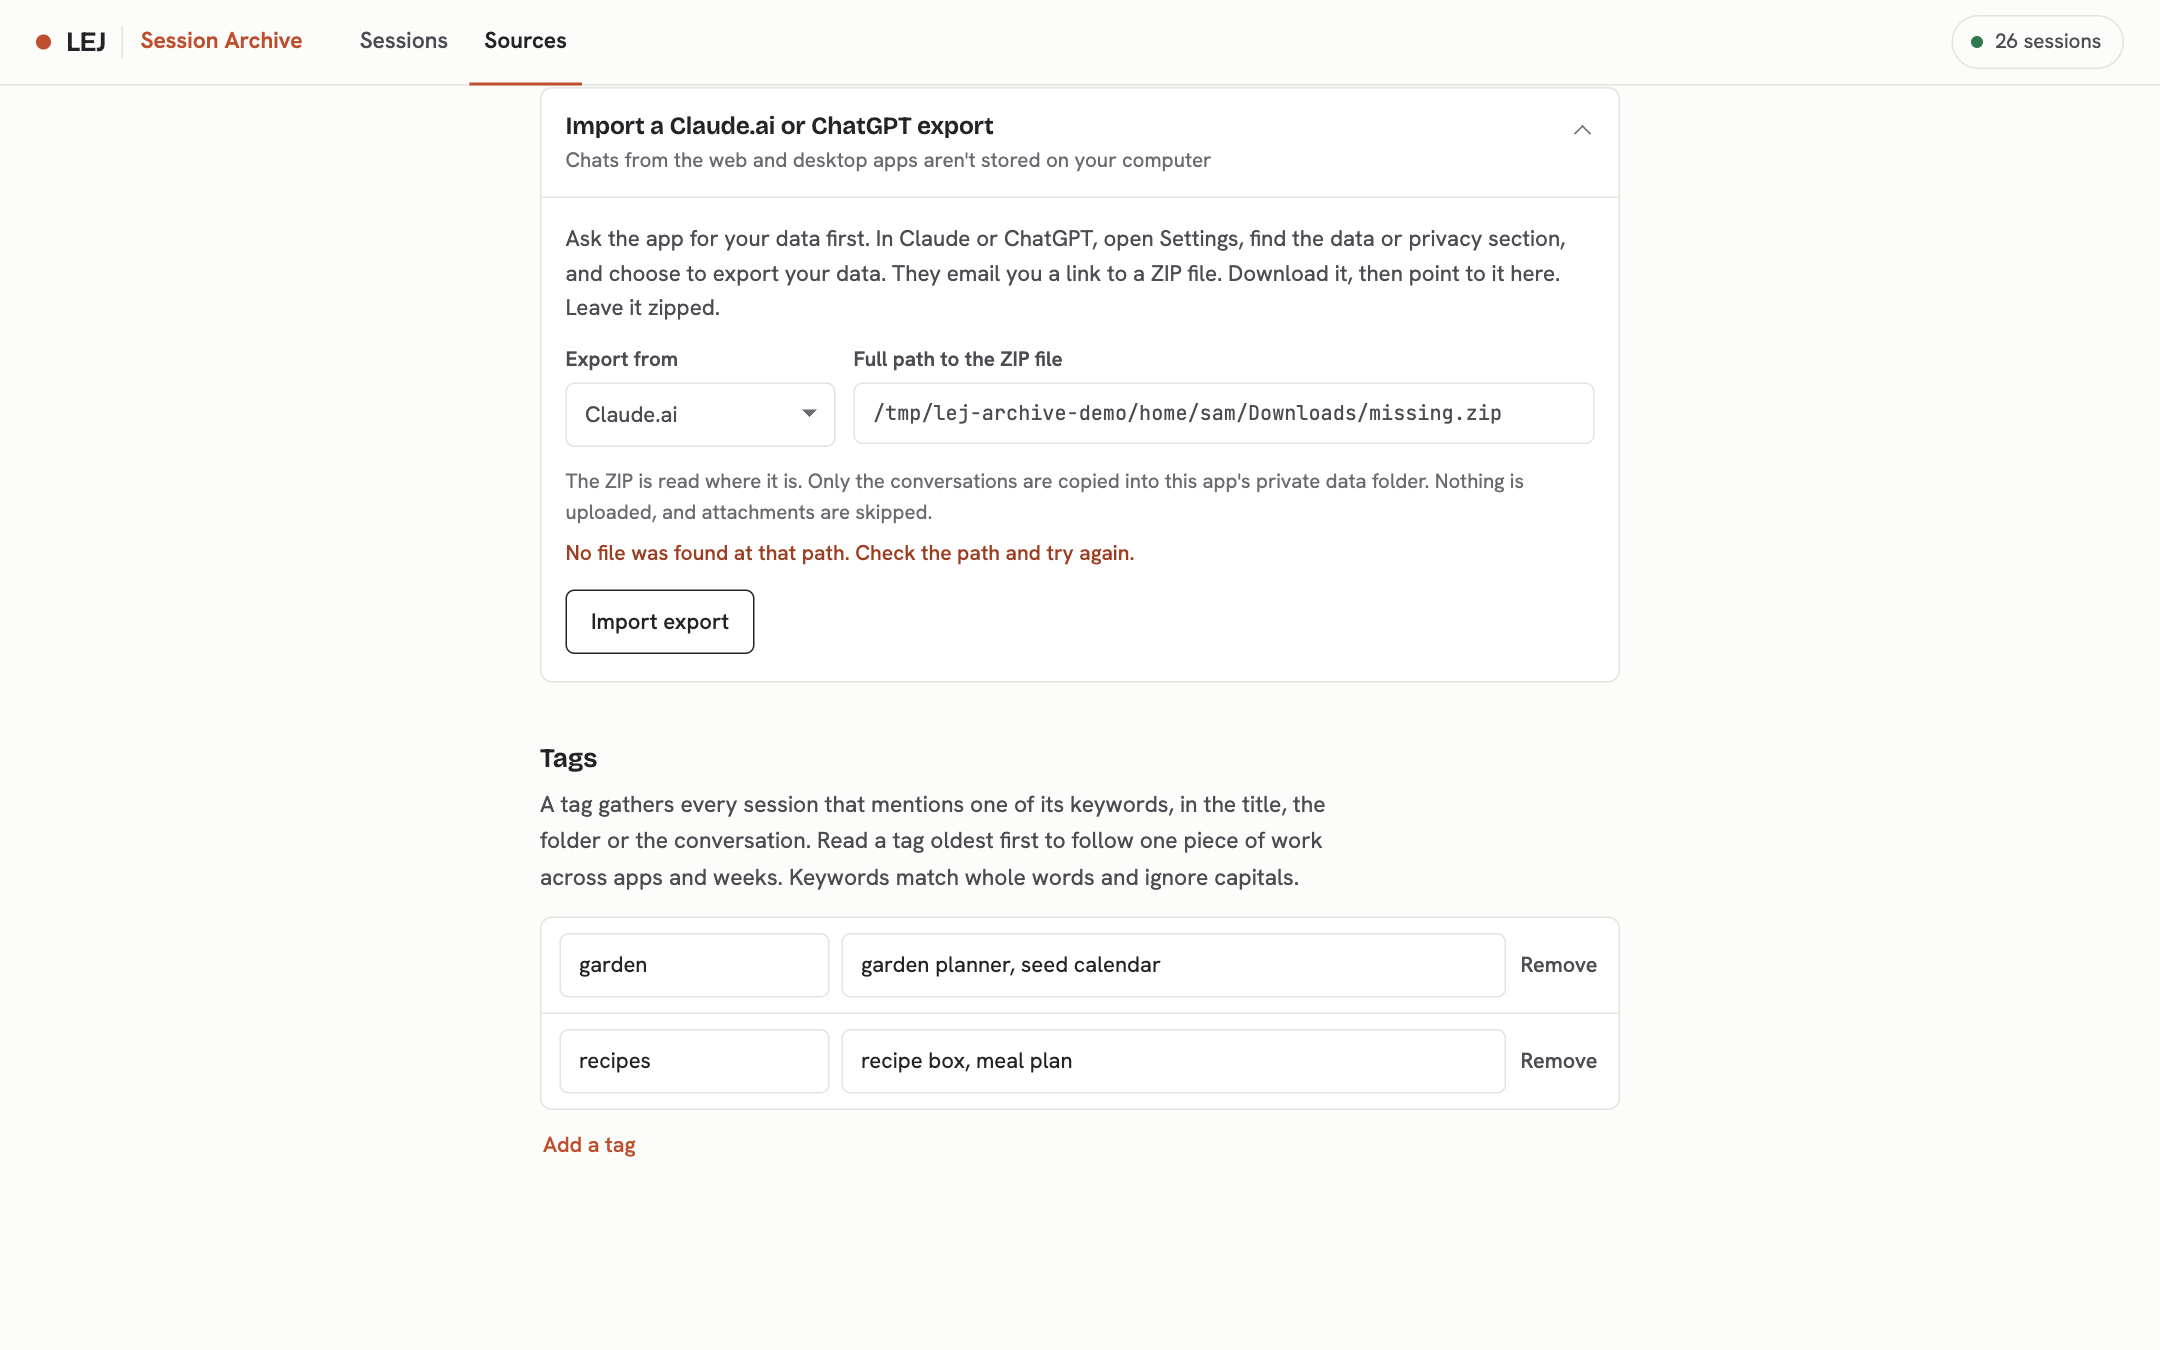 LEJ
Session Archive
Sessions
Sources
26 sessions
Import a Claude.ai or ChatGPT export
Chats from the web and desktop apps aren't stored on your computer
Ask the app for your data first. In Claude or ChatGPT, open Settings, find the data or privacy section,
and choose to export your data. They email you a link to a ZIP file. Download it, then point to it here.
Leave it zipped.
Export from
Full path to the ZIP file
Claude.ai
/tmp/lej-archive-demo/home/sam/Downloads/missing.zip
The ZIP is read where it is. Only the conversations are copied into this app's private data folder. Nothing is
uploaded, and attachments are skipped.
No file was found at that path. Check the path and try again.
Import export
Tags
A tag gathers every session that mentions one of its keywords, in the title, the
folder or the conversation. Read a tag oldest first to follow one piece of work
across apps and weeks. Keywords match whole words and ignore capitals.
garden
garden planner, seed calendar
Remove
recipes
recipe box, meal plan
Remove
Add a tag